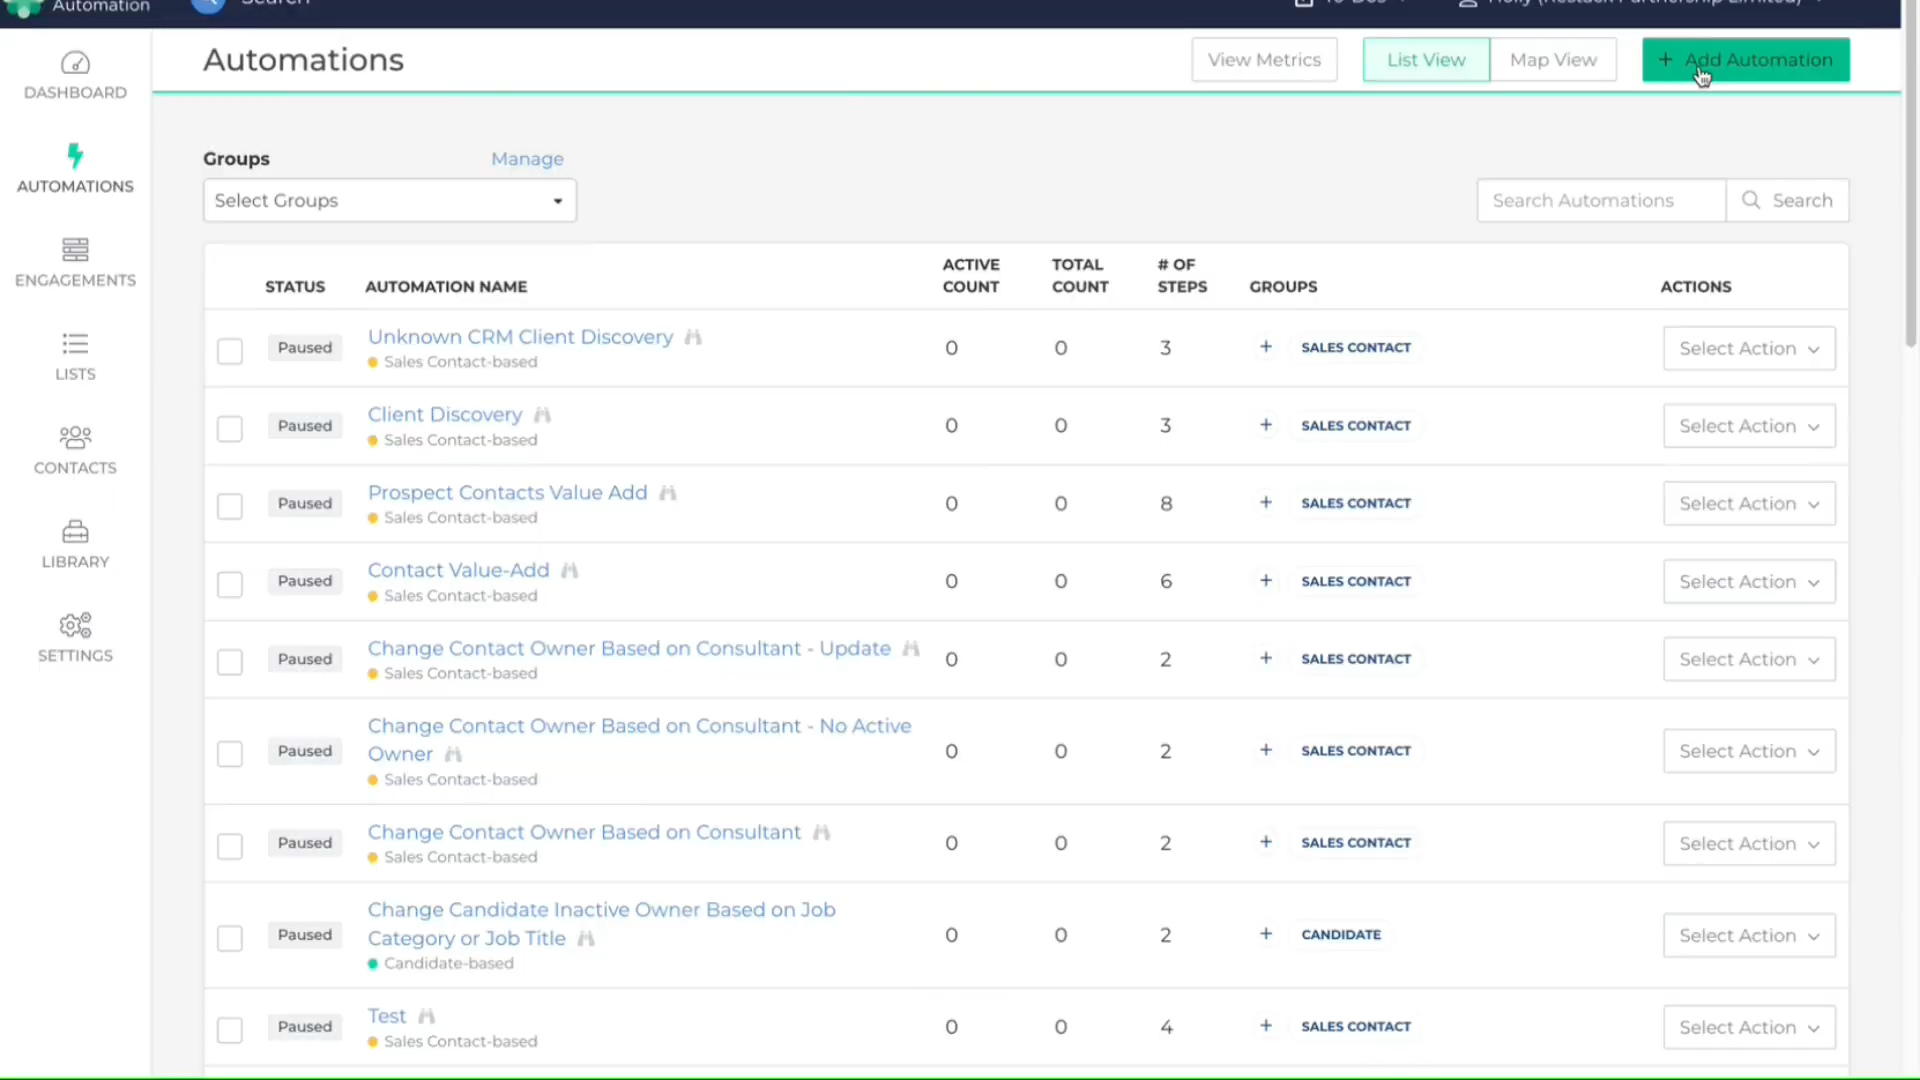 Automation
Automations
View Metrics
List View
Map View
+ Add Automation
DASHBOARD
AUTOMATIONS
ENGAGEMENTS
LISTS
CONTACTS
LIBRARY
SETTINGS
Groups
Manage
Select Groups
Search Automations
Search
STATUS
AUTOMATION NAME
ACTIVE COUNT
TOTAL COUNT
# OF STEPS
GROUPS
ACTIONS
Paused
Unknown CRM Client Discovery
Sales Contact-based
0
0
3
+
SALES CONTACT
Select Action
Paused
Client Discovery
Sales Contact-based
0
0
3
+
SALES CONTACT
Select Action
Paused
Prospect Contacts Value Add
Sales Contact-based
0
0
8
+
SALES CONTACT
Select Action
Paused
Contact Value-Add
Sales Contact-based
0
0
6
+
SALES CONTACT
Select Action
Paused
Change Contact Owner Based on Consultant - Update
Sales Contact-based
0
0
2
+
SALES CONTACT
Select Action
Paused
Change Contact Owner Based on Consultant - No Active
Owner
Sales Contact-based
0
0
2
+
SALES CONTACT
Select Action
Paused
Change Contact Owner Based on Consultant
Sales Contact-based
0
0
2
+
SALES CONTACT
Select Action
Paused
Change Candidate Inactive Owner Based on Job
Category or Job Title
Candidate-based
0
0
2
+
CANDIDATE
Select Action
Paused
Test
Sales Contact-based
0
0
4
+
SALES CONTACT
Select Action